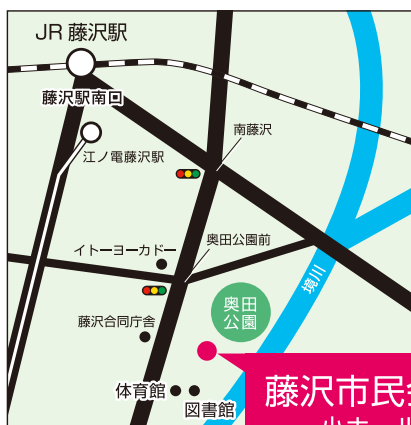 JR 藤沢駅
藤沢駅南口
江ノ電藤沢駅
南藤沢
イトーヨーカドー
奥田公園前
境川
奥田
公園
藤沢合同庁舎
体育館
図書館
藤沢市民